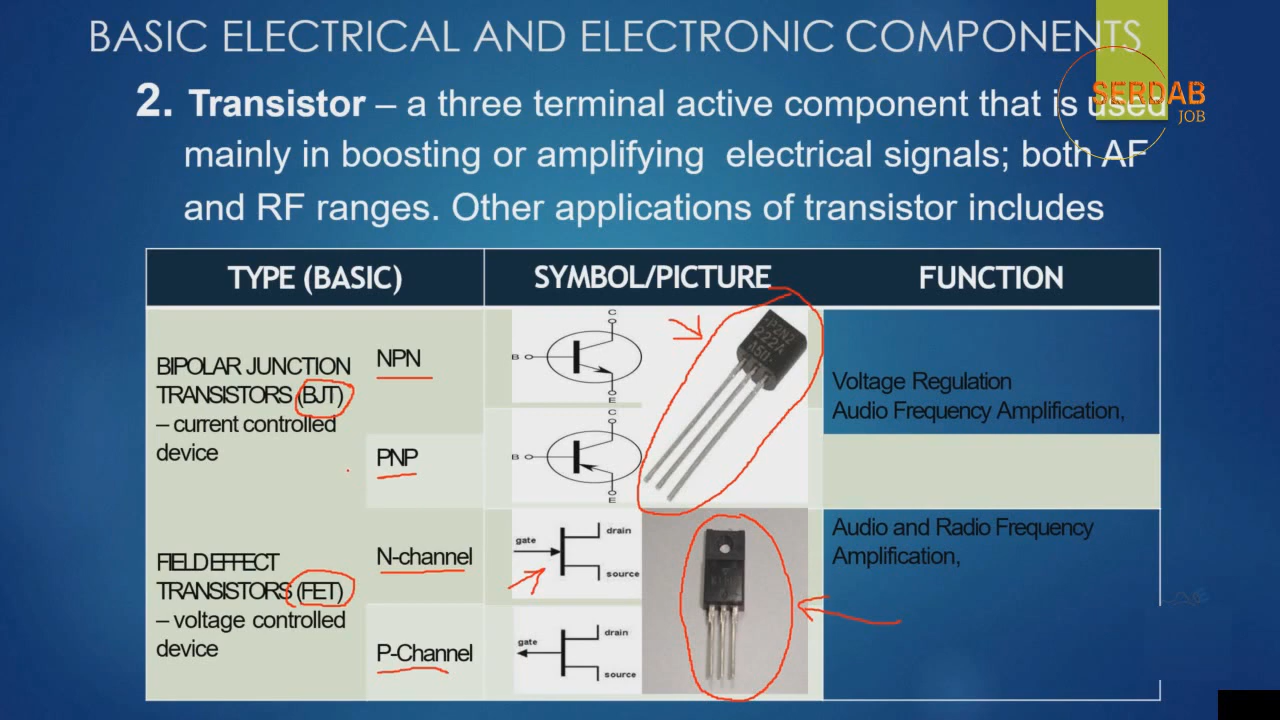 BASIC ELECTRICAL AND ELECTRONIC COMPONENTS
SERDAB
JOB
2. Transistor – a three terminal active component that is used
mainly in boosting or amplifying electrical signals; both AF
and RF ranges. Other applications of transistor includes
TYPE (BASIC) SYMBOL/PICTURE FUNCTION
BIPOLAR JUNCTION
TRANSISTORS (BJT)
– current controlled
device
NPN
PNP
C
B
E
C
B
E
P2N2
222A
Voltage Regulation
Audio Frequency Amplification,
FIELD EFFECT
TRANSISTORS (FET)
– voltage controlled
device
N-channel
P-Channel
drain
gate
source
drain
gate
source
Audio and Radio Frequency
Amplification,